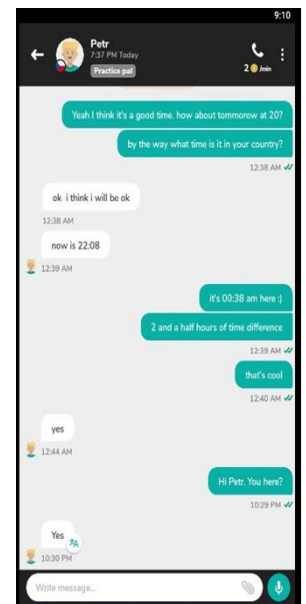 9:10
Petr
7:37 PM Today
Practice pal
2 /min
Yeah I think it's a good time. how about tommorow at 20?
by the way what time is it in your country?
12:38 AM
ok i think i will be ok
12:38 AM
now is 22:08
12:39 AM
it's 00:38 am here :)
2 and a half hours of time difference
12:39 AM
that's cool
12:40 AM
yes
12:44 AM
Hi Petr. You here?
10:29 PM
Yes
10:30 PM
Write message...